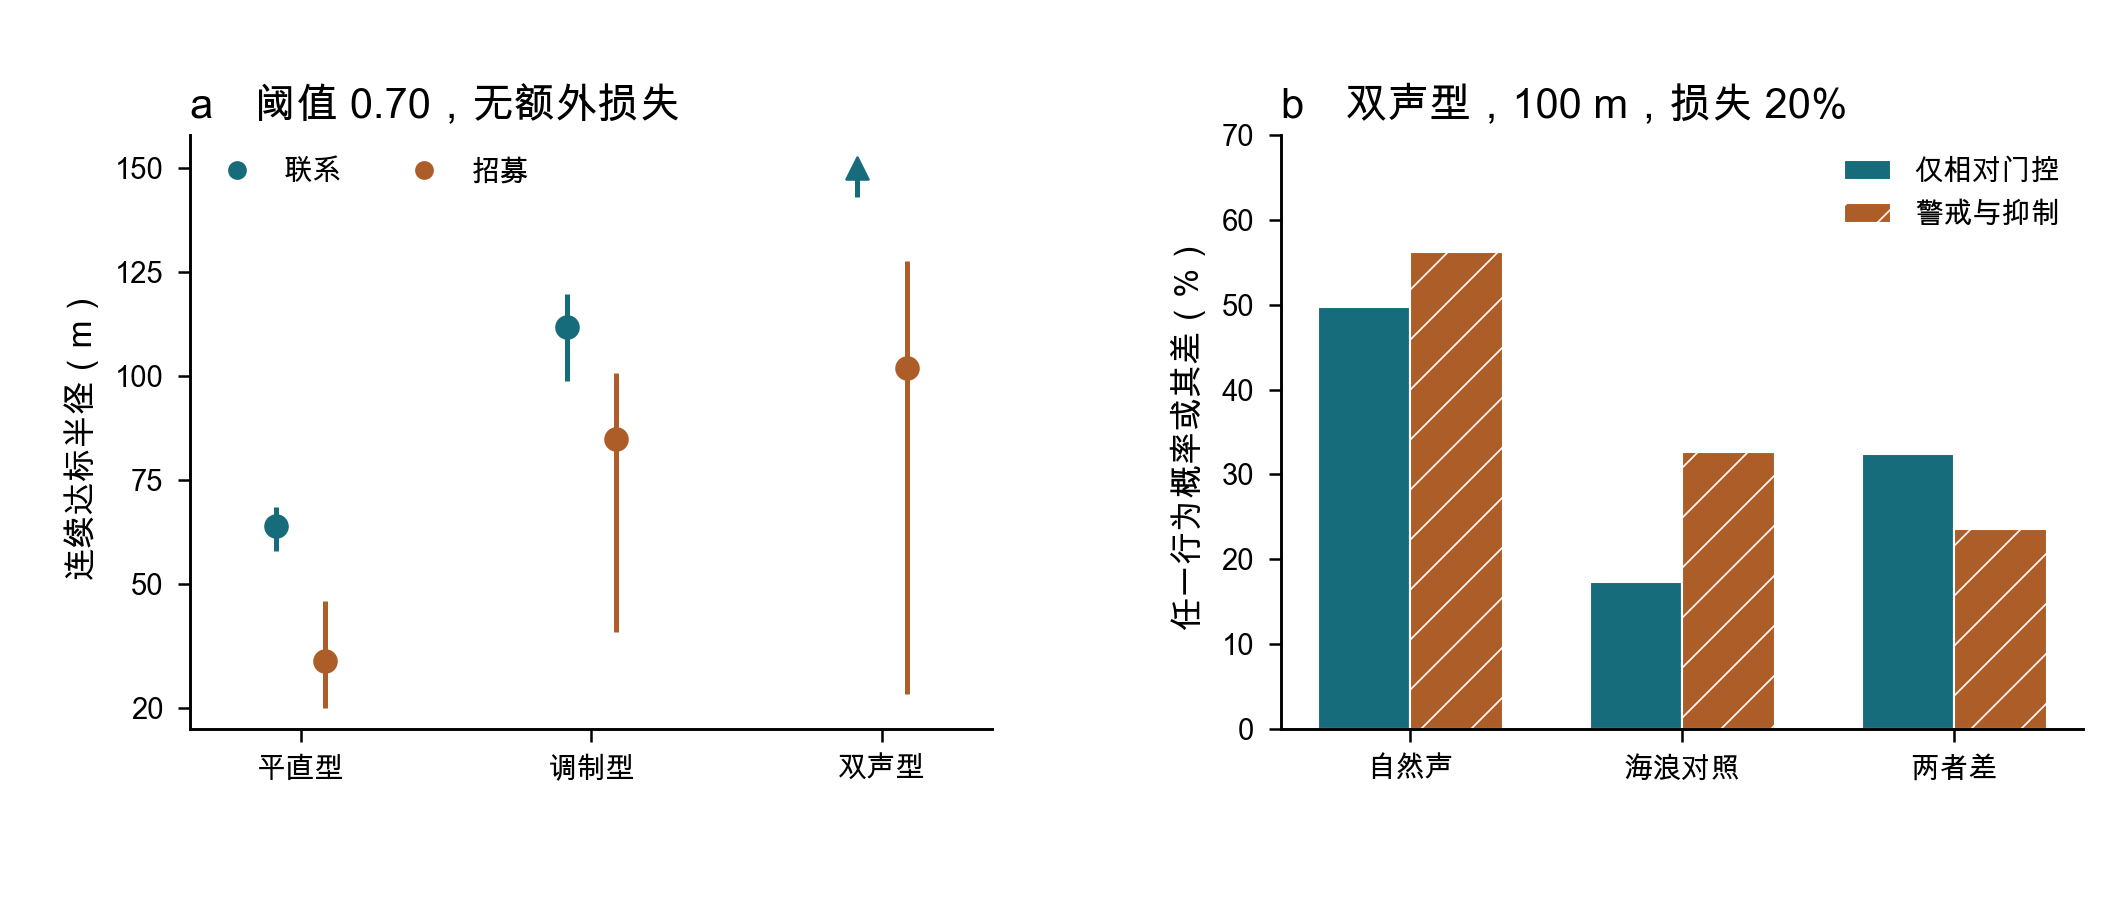 a 阈值 0.70，无额外损失
联系
招募
连续达标半径（m）
150
125
100
75
50
20
平直型
调制型
双声型
b 双声型，100 m，损失 20%
仅相对门控
警戒与抑制
任一行为概率或其差（%）
70
60
50
40
30
20
10
0
自然声
海浪对照
两者差